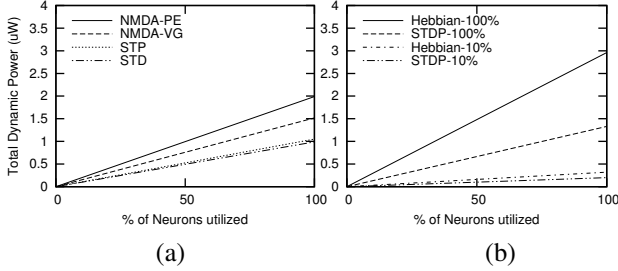 Total Dynamic Power (uW)
4
3.5
3
2.5
2
1.5
1
0.5
0
NMDA-PE
NMDA-VG
STP
STD
0 50 100
% of Neurons utilized
(a)
4
3.5
3
2.5
2
1.5
1
0.5
0
Hebbian-100%
STDP-100%
Hebbian-10%
STDP-10%
0 50 100
% of Neurons utilized
(b)